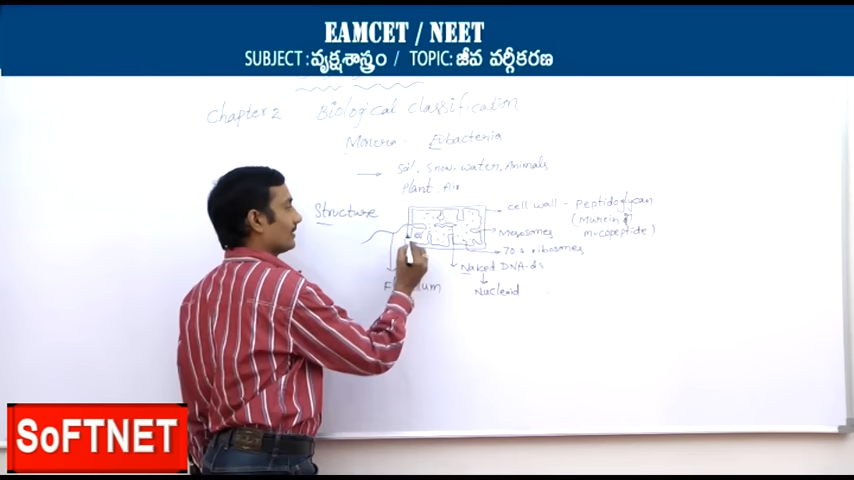 EAMCET / NEET
SUBJECT : వృక్షశాస్త్రం / TOPIC: జీవ వర్గీకరణ
Chapter 2 Biological classification
Monera - Eubacteria
Soil, Snow-water, Animals
Plant Air
Structure
cell wall - Peptidoglycan
(Murein
mucopeptide)
Mesosomes
70 s ribosomes
Naked DNA-ds
Nucleoid
SOFTNET